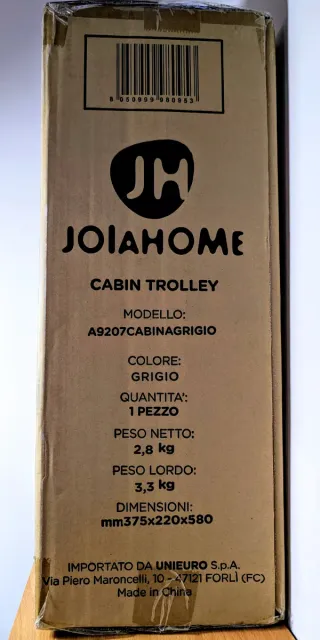 8 050999 080953
JH
JOIAHOME
CABIN TROLLEY
MODELLO:
A9207CABINAGRIGIO
COLORE:
GRIGIO
QUANTITA':
1 PEZZO
PESO NETTO:
2,8 kg
PESO LORDO:
3,3 kg
DIMENSIONI:
mm375x220x580
IMPORTATO DA UNIEURO S.p.A.
Via Piero Maroncelli, 10 - 47121 FORLÌ (FC)
Made in China